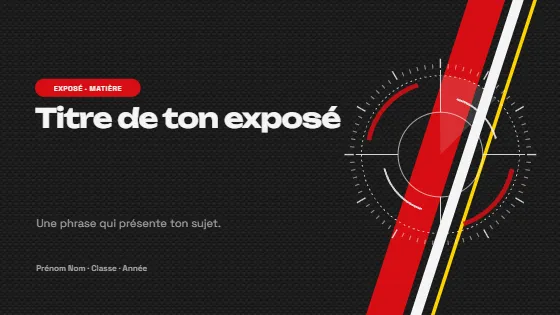 EXPOSÉ - MATIÈRE
Titre de ton exposé
Une phrase qui présente ton sujet.
Prénom Nom · Classe · Année